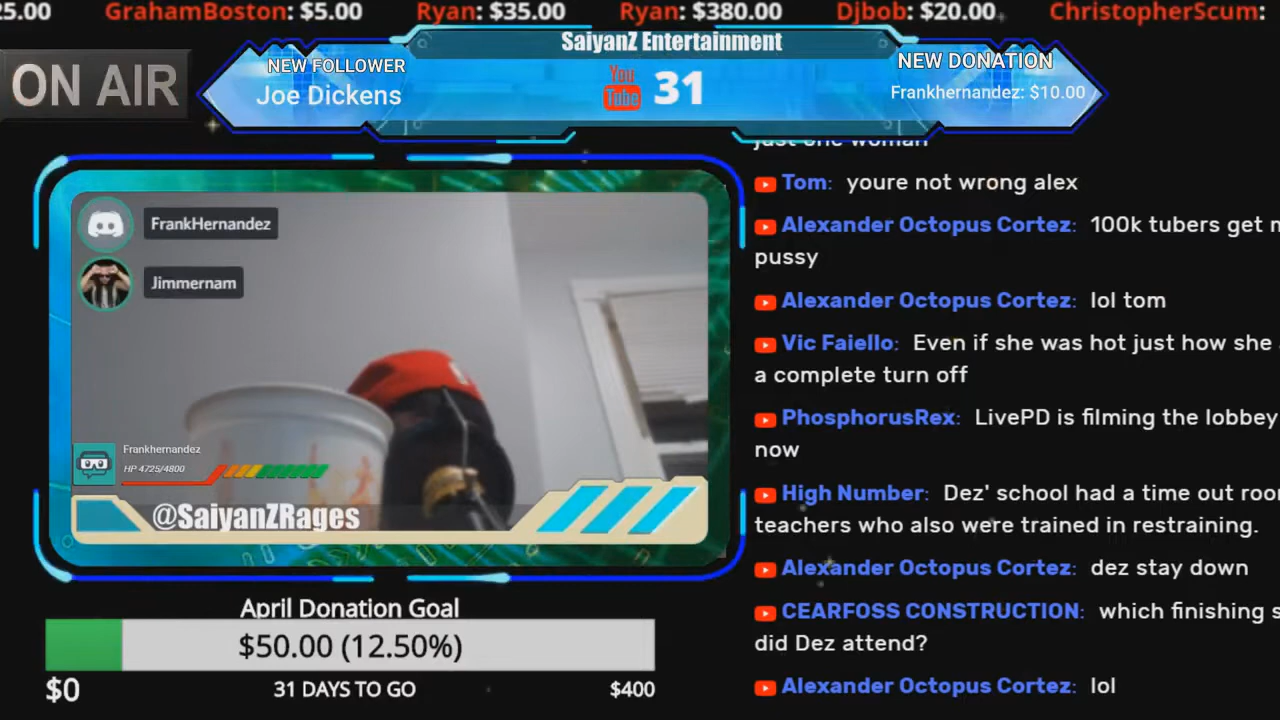 25.00 GrahamBoston: $5.00 Ryan: $35.00 Ryan: $380.00 Djbob: $20.00 ChristopherScum:
SaiyanZ Entertainment
ON AIR
NEW FOLLOWER
Joe Dickens
You
Tube
31
NEW DONATION
Frankhernandez: $10.00
FrankHernandez
Jimmernam
Frankhernandez
HP 4725/4800
@SaiyanZRages
April Donation Goal
$50.00 (12.50%)
$0
31 DAYS TO GO
$400
just one woman
Tom: youre not wrong alex
Alexander Octopus Cortez: 100k tubers get
pussy
Alexander Octopus Cortez: lol tom
Vic Faiello: Even if she was hot just how she
a complete turn off
PhosphorusRex: LivePD is filming the lobbey
now
High Number: Dez' school had a time out
teachers who also were trained in restraining.
Alexander Octopus Cortez: dez stay down
CEARFOSS CONSTRUCTION: which finishing
did Dez attend?
Alexander Octopus Cortez: lol